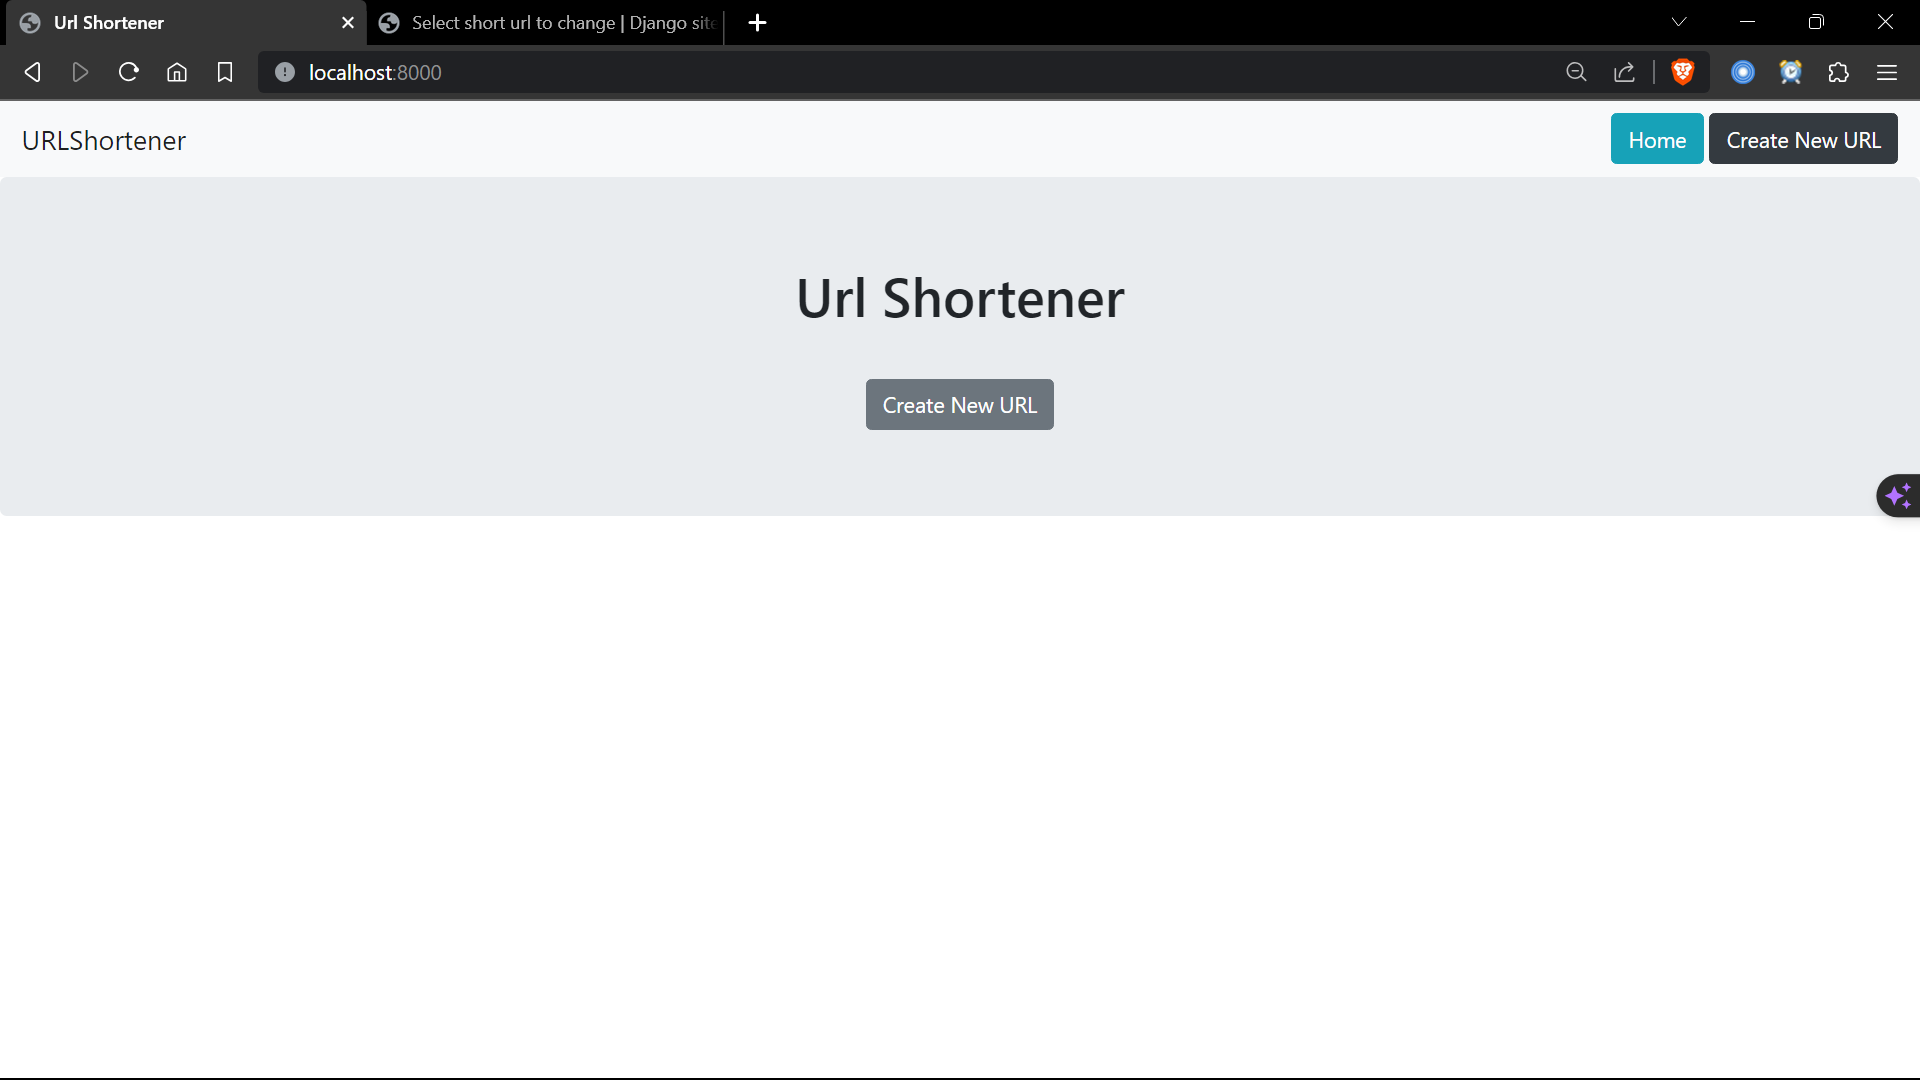 Url Shortener
Select short url to change | Django site
localhost:8000
URLShortener
Home
Create New URL
Url Shortener
Create New URL